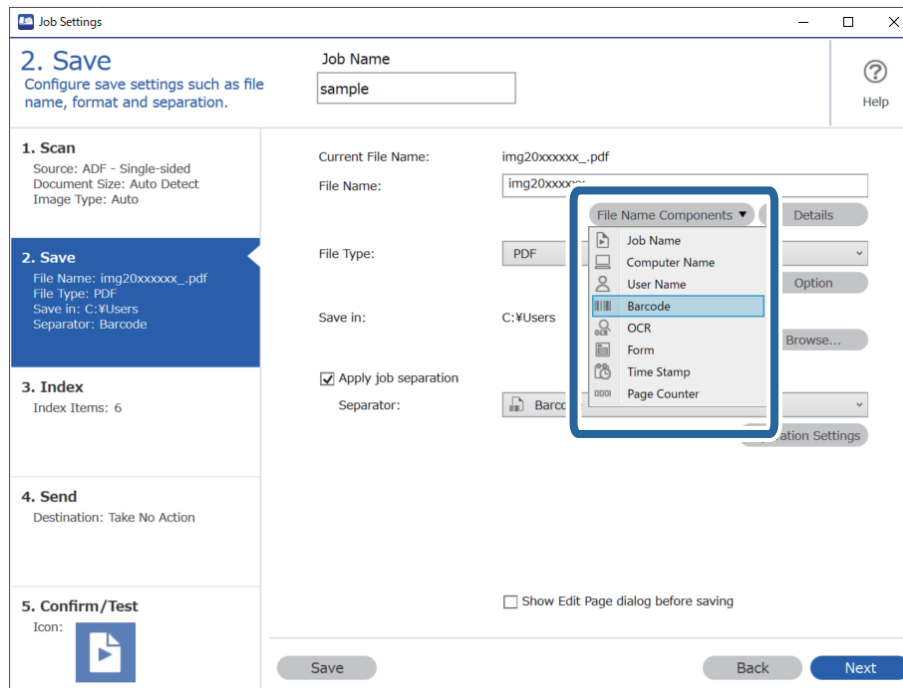 Job Settings
2. Save
Configure save settings such as file
name, format and separation.
Job Name
sample
Help
1. Scan
Source: ADF - Single-sided
Document Size: Auto Detect
Image Type: Auto
2. Save
File Name: img20xxxxxx_.pdf
File Type: PDF
Save in: C:¥Users
Separator: Barcode
3. Index
Index Items: 6
4. Send
Destination: Take No Action
5. Confirm/Test
Icon:
Current File Name: img20xxxxxx_.pdf
File Name: img20xxxxxx
File Name Components ▼ Details
Job Name
Computer Name
User Name
Barcode
OCR
Form
Time Stamp
Page Counter
File Type: PDF
Option
Save in: C:¥Users
Browse...
Apply job separation
Separator:
Settings
Show Edit Page dialog before saving
Save
Back
Next